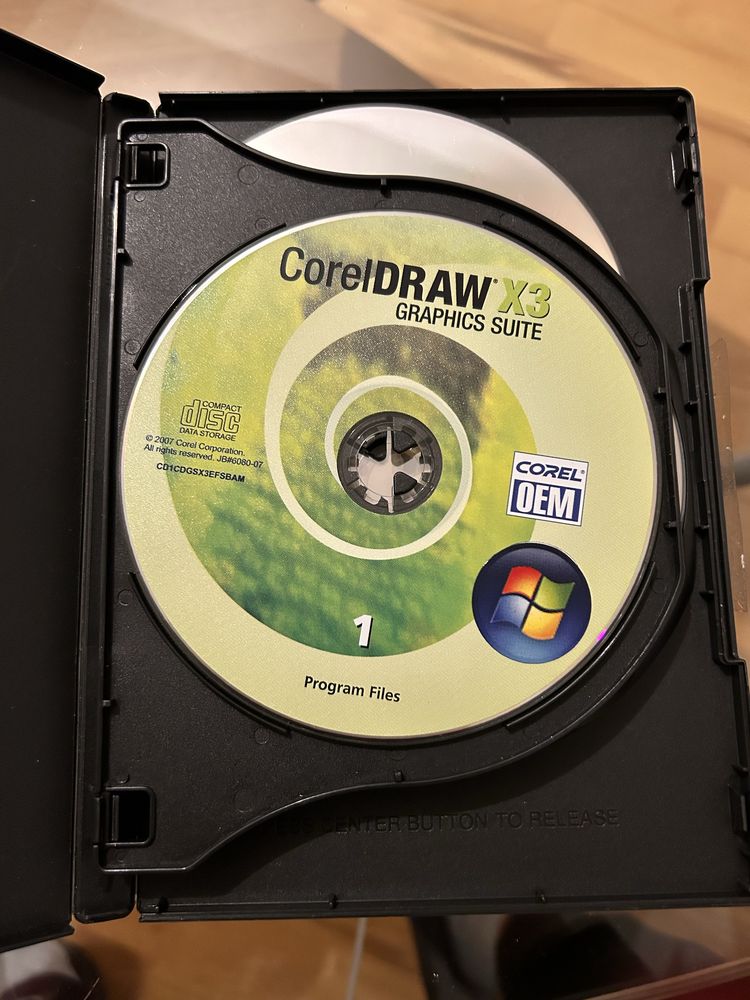 CorelDRAW® X3
GRAPHICS SUITE
COMPACT
disc
DATA STORAGE
© 2007 Corel Corporation.
All rights reserved. JB#6080-07
CD1CDGSX3EFSBAM
COREL®
OEM
1
Program Files
CENTER BUTTON TO RELEASE